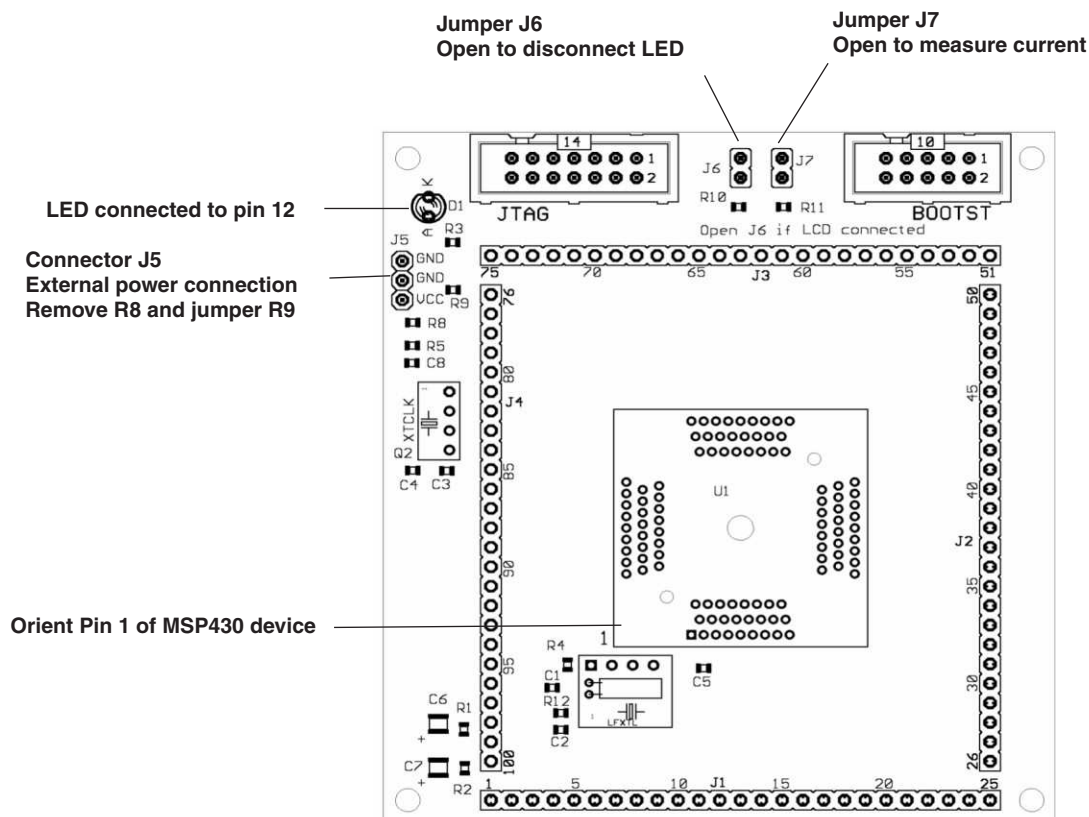 Jumper J6
Open to disconnect LED
Jumper J7
Open to measure current
14
1
2
JTAG
J6
J7
R10
R11
10
1
2
BOOTST
Open J6 if LCD connected
LED connected to pin 12
K
D1
A
R3
Connector J5
External power connection
Remove R8 and jumper R9
J5
GND
GND
VCC
R9
R8
R5
C8
75
70
65
J3
60
55
51
76
80
J4
85
90
95
100
50
45
40
J2
35
30
26
XTCLK
Q2
C4
C3
U1
Orient Pin 1 of MSP430 device
1
R4
C1
R12
C2
LFXTL
C5
C6
R1
+
C7
R2
+
1
5
10
J1
15
20
25